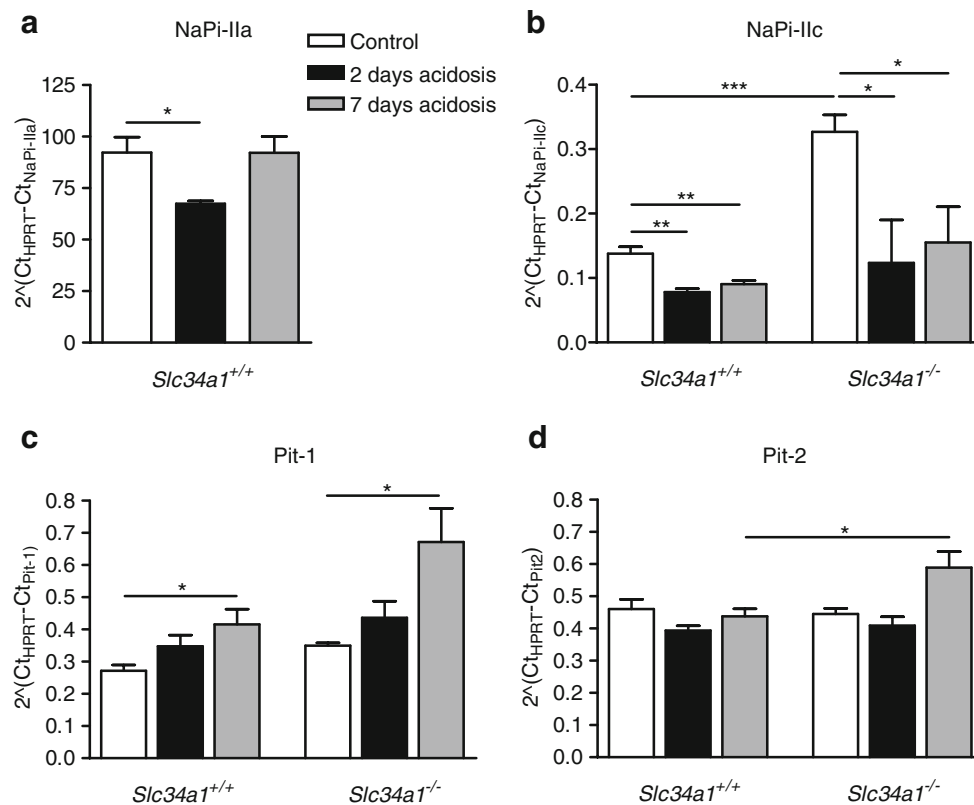 a
NaPi-IIa
Control
2 days acidosis
7 days acidosis
2^(CtHPRT-CtNaPi-IIa)
125
100
75
50
25
0
*
Slc34a1+/+
b
NaPi-IIc
2^(CtHPRT-CtNaPi-IIc)
0.4
0.3
0.2
0.1
0.0
***
*
*
**
**
Slc34a1+/+ Slc34a1-/-
c
Pit-1
2^(CtHPRT-CtPit-1)
0.8
0.7
0.6
0.5
0.4
0.3
0.2
0.1
0.0
*
*
Slc34a1+/+ Slc34a1-/-
d
Pit-2
2^(CtHPRT-CtPit2)
0.8
0.7
0.6
0.5
0.4
0.3
0.2
0.1
0.0
*
Slc34a1+/+ Slc34a1-/-